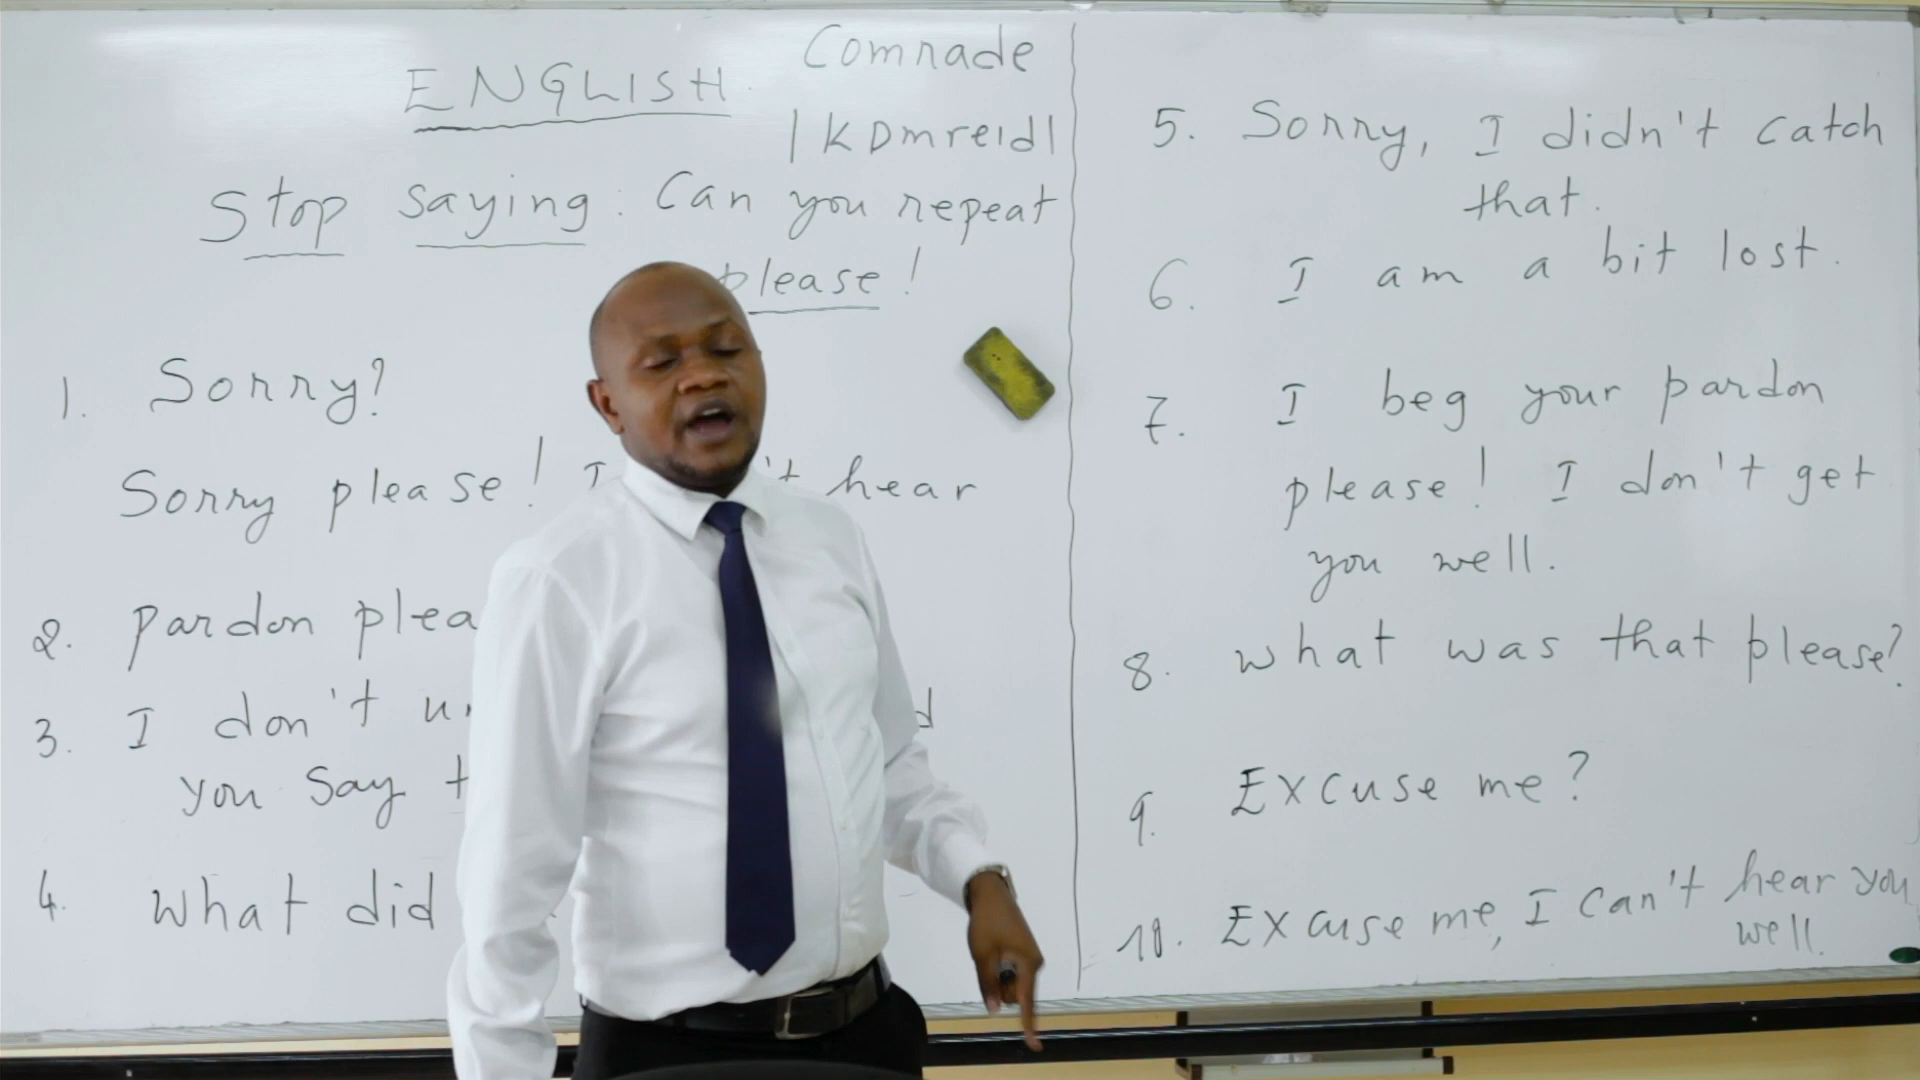 ENGLISH
Comrade
|KDmreid|
Stop saying: Can you repeat
please!
1. Sorry?
Sorry please! I hear
2. Pardon
3. I don't
you say
4. What did
5. Sorry, I didn't catch
that.
6. I am a bit lost.
7. I beg your pardon
please! I don't get
you well.
8. What was that please?
9. Excuse me?
10. Excuse me, I can't hear you
well.